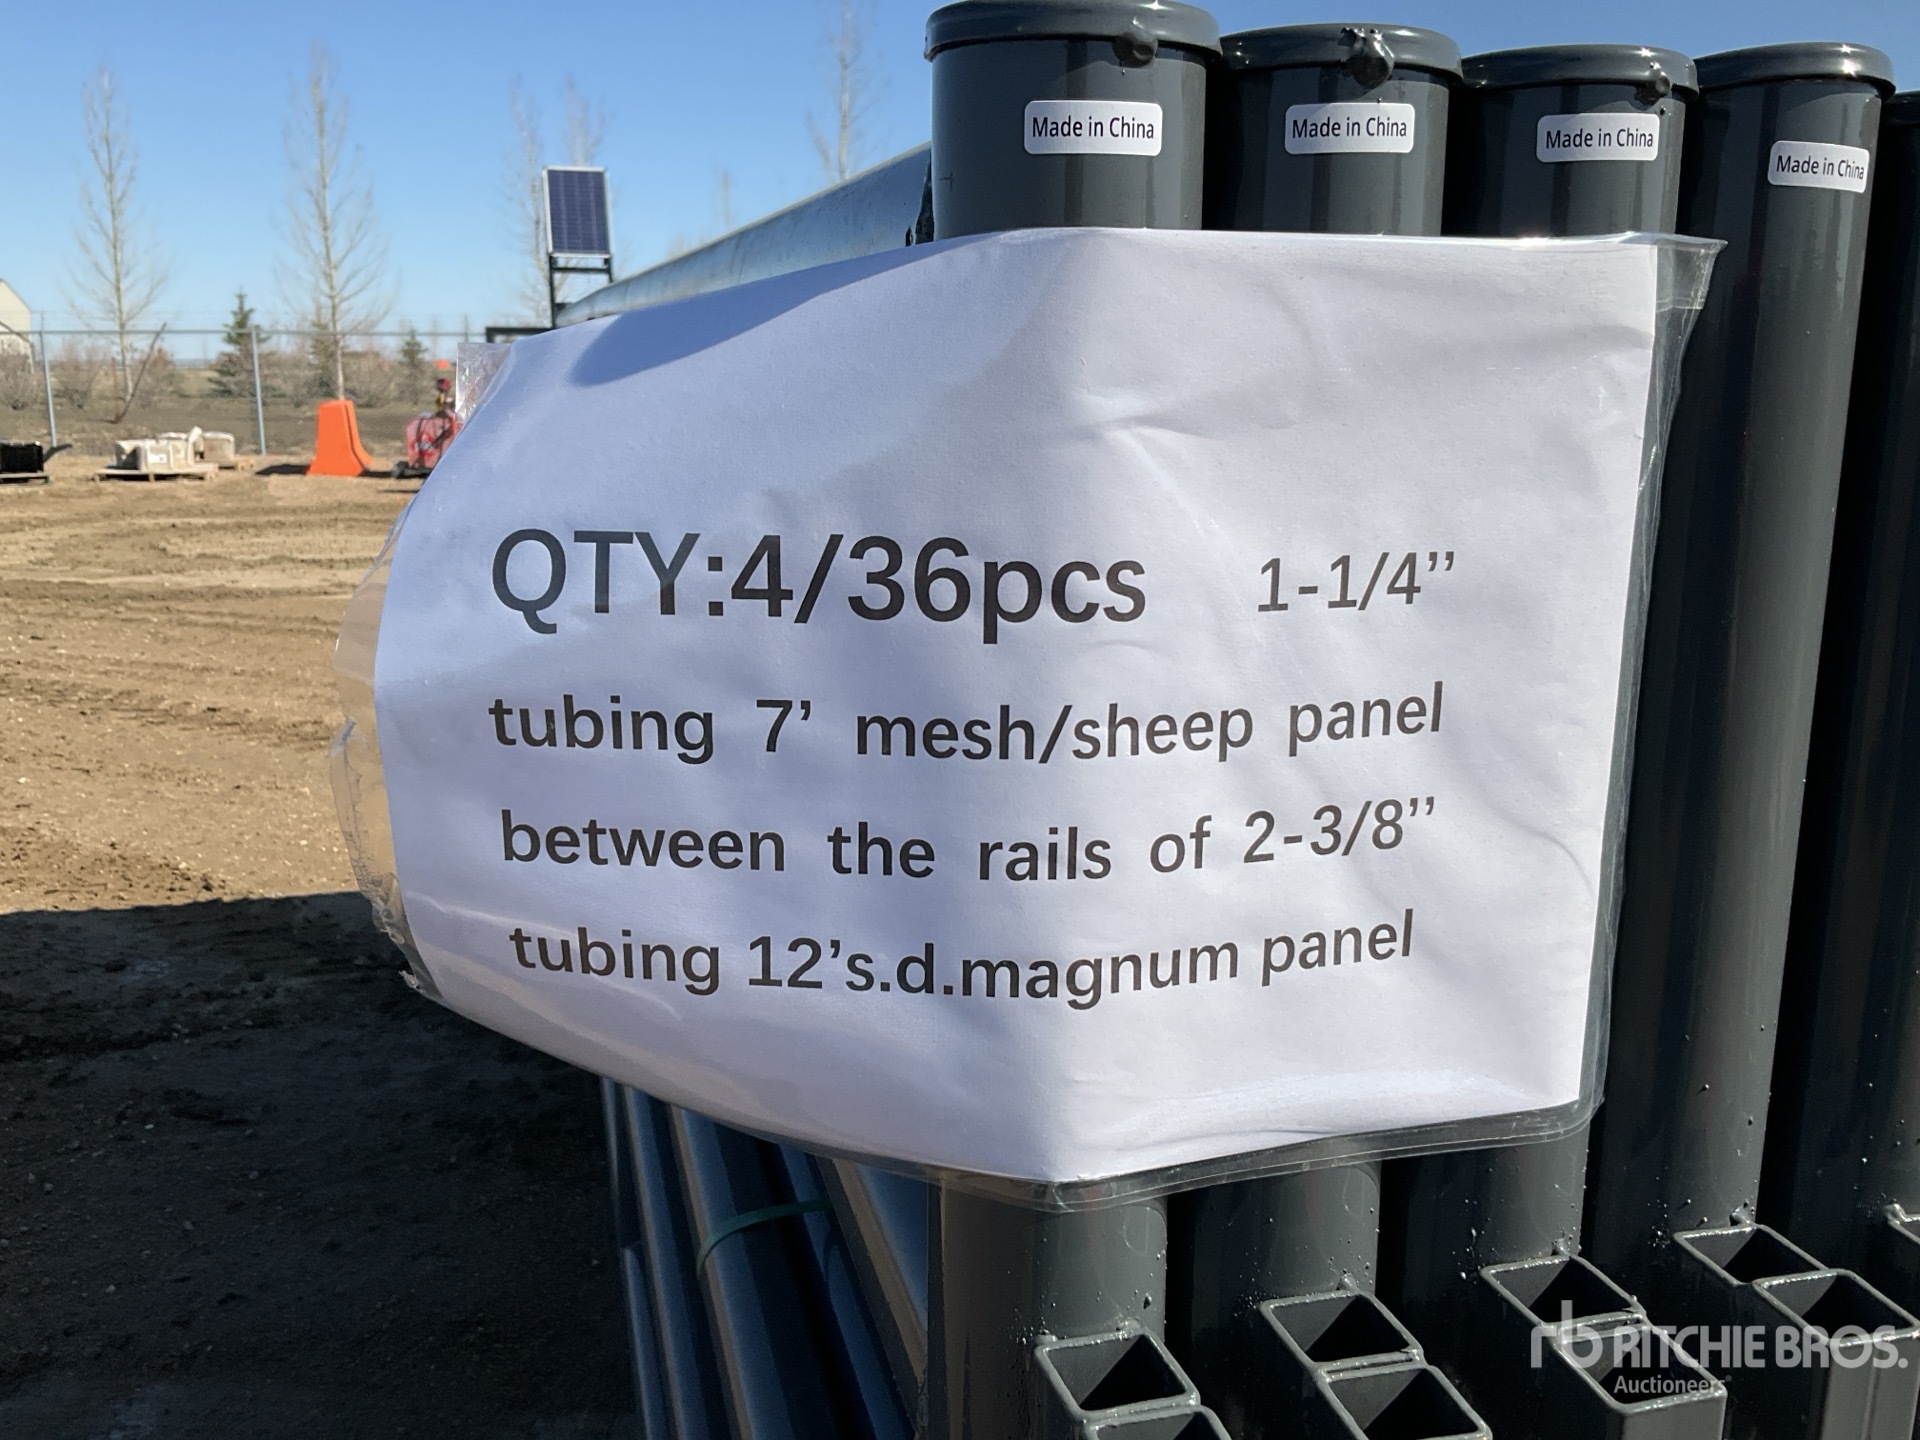 Made in China
Made in China
Made in China
Made in China
QTY:4/36pcs 1-1/4”
tubing 7’ mesh/sheep panel
between the rails of 2-3/8”
tubing 12’s.d.magnum panel
rb RITCHIE BROS.
Auctioneers